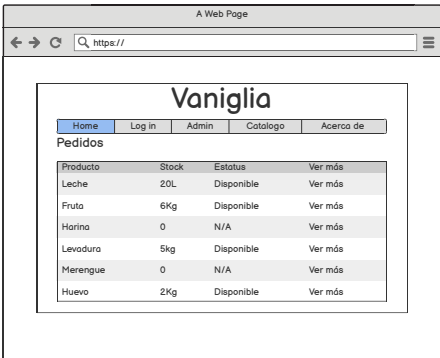 A Web Page
https://
Vaniglia
Home Log in Admin Catalogo Acerca de
Pedidos
Producto Stock Estatus Ver más
Leche 20L Disponible Ver más
Fruta 6Kg Disponible Ver más
Harina 0 N/A Ver más
Levadura 5kg Disponible Ver más
Merengue 0 N/A Ver más
Huevo 2Kg Disponible Ver más